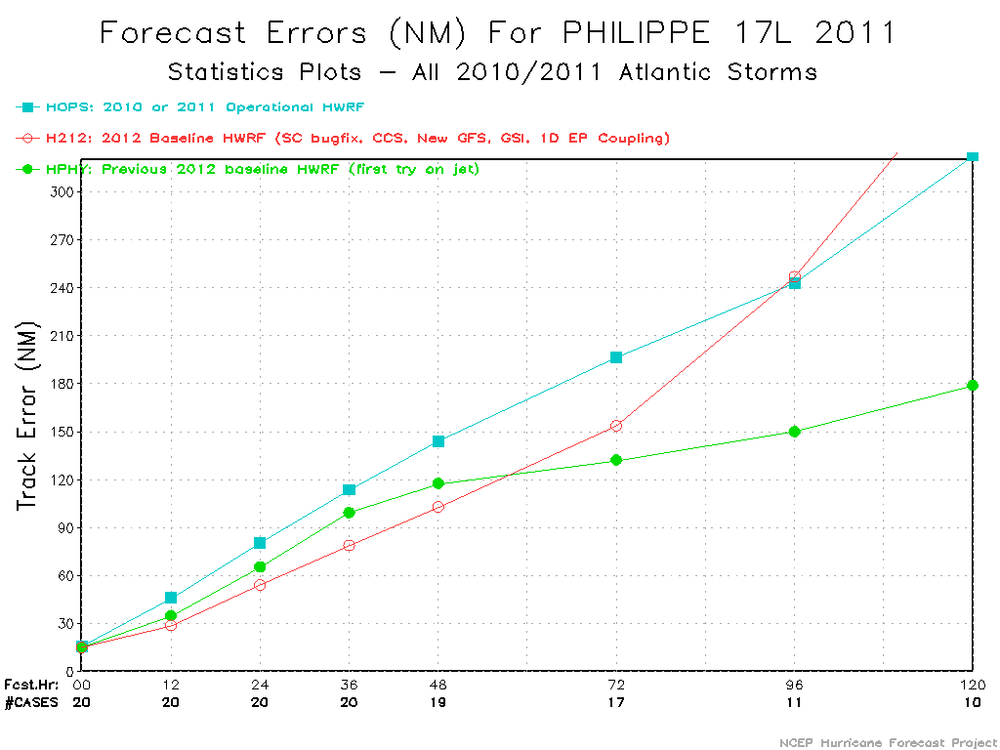 Forecast Errors (NM) For PHILIPPE 17L 2011
Statistics Plots – All 2010/2011 Atlantic Storms
HOPS: 2010 or 2011 Operational HWRF
H212: 2012 Baseline HWRF (SC bugfix, CCS, New GFS, GSI, 1D EP Coupling)
HPHY: Previous 2012 baseline HWRF (first try on jet)
300
270
240
210
180
150
120
90
60
30
0
Track Error (NM)
Fcst.Hr: 00 12 24 36 48 72 96 120
#CASES 20 20 20 20 19 17 11 10
NCEP Hurricane Forecast Project